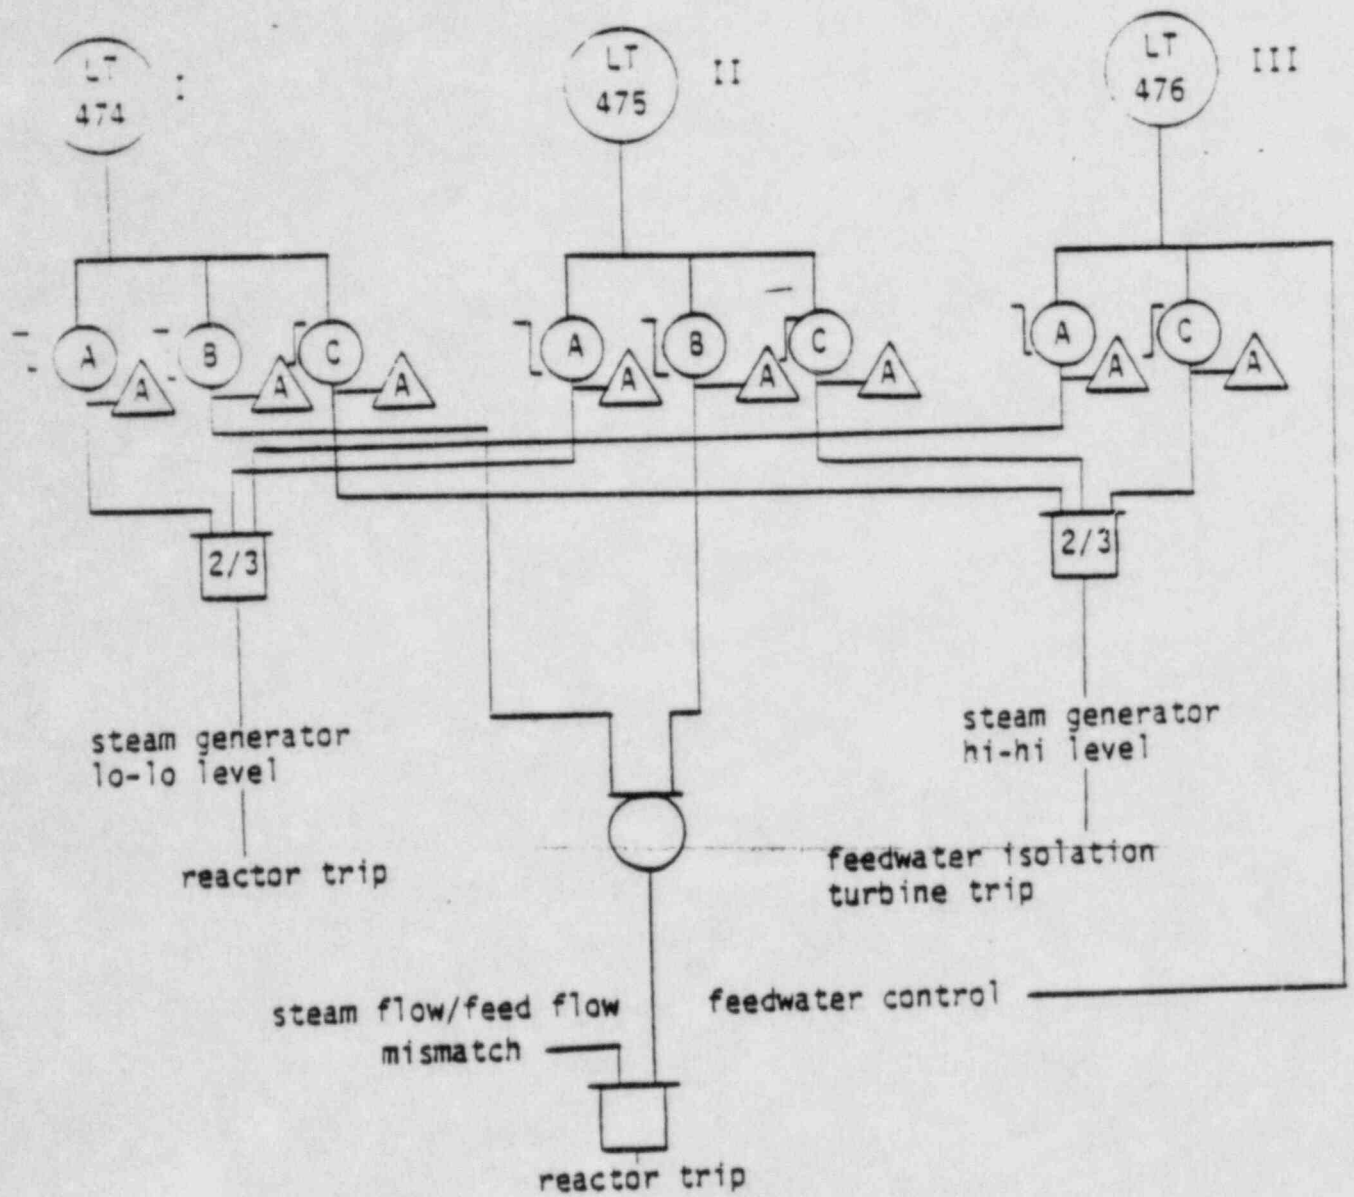 LT
474
I
LT
475
II
LT
476
III
A
A
B
A
C
A
A
A
B
A
C
A
A
A
C
A
2/3
2/3
steam generator
lo-lo level
steam generator
hi-hi level
reactor trip
feedwater isolation
turbine trip
steam flow/feed flow
mismatch
feedwater control
reactor trip